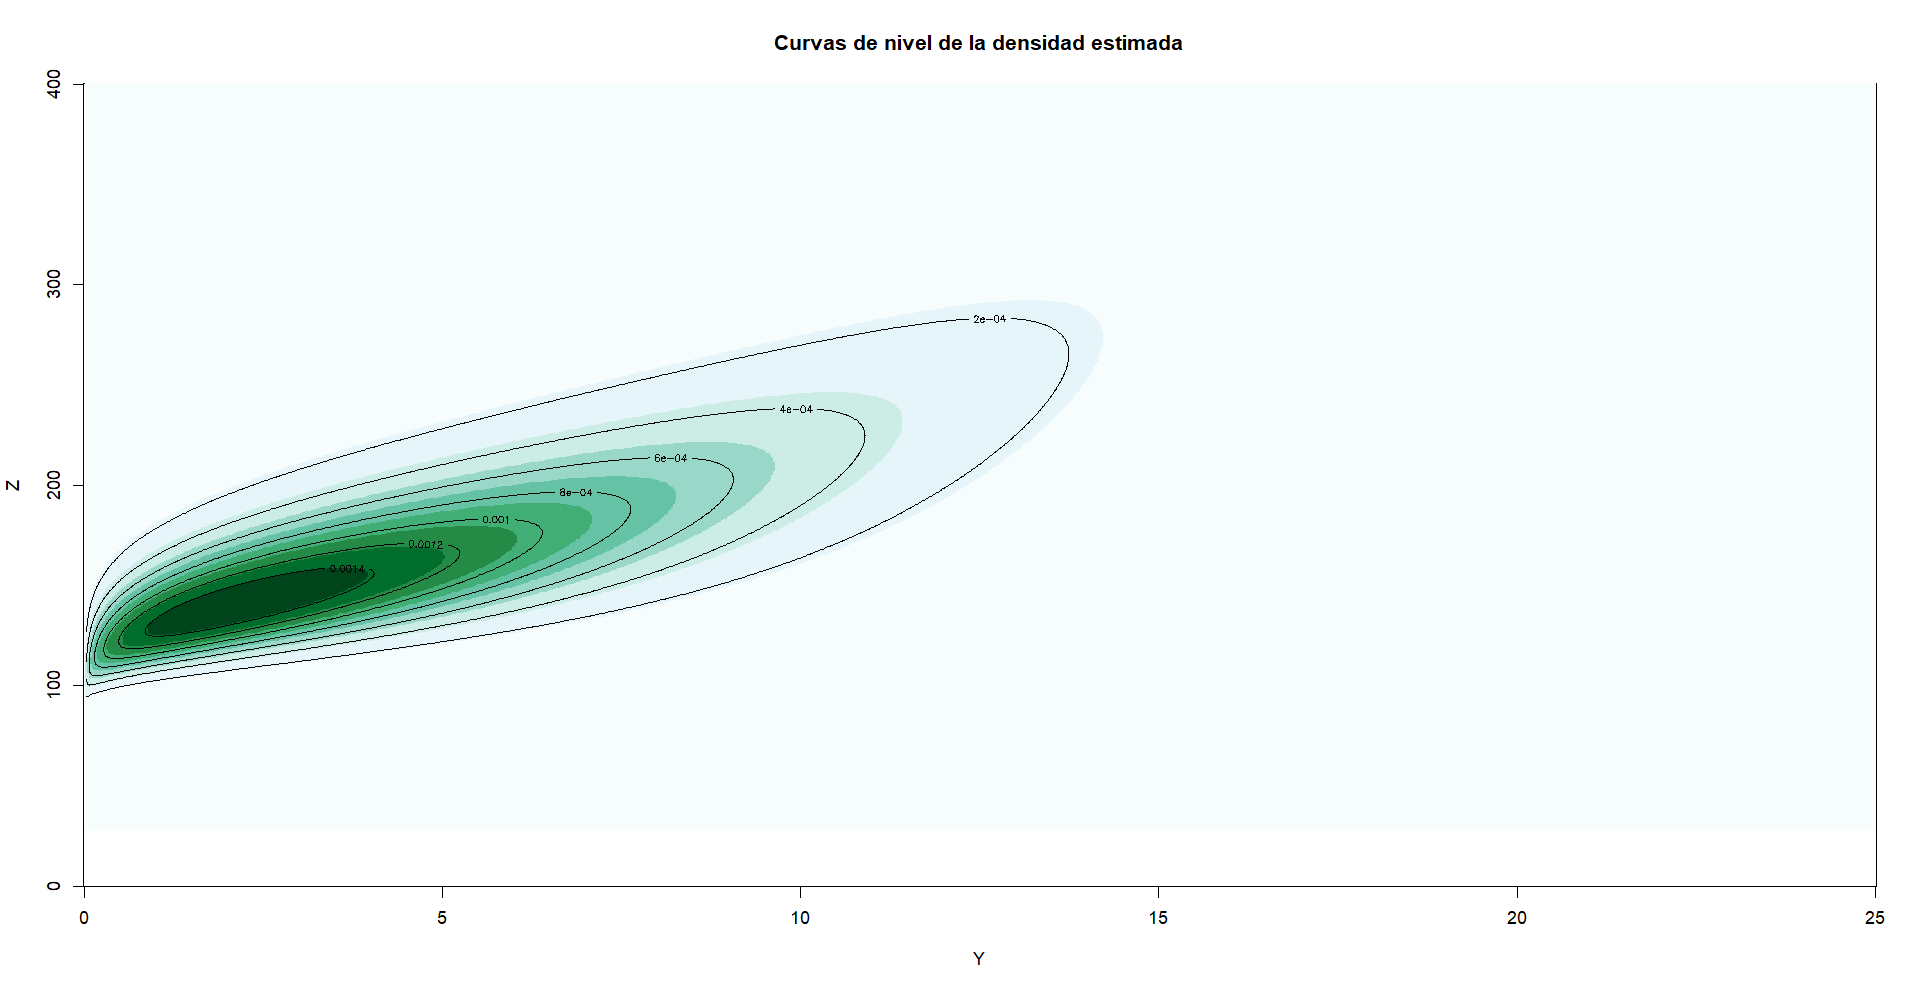 Curvas de nivel de la densidad estimada
400
300
200
100
0
Z
2e-04
4e-04
6e-04
8e-04
0.001
0.0012
0.0014
0 5 10 15 20 25
Y